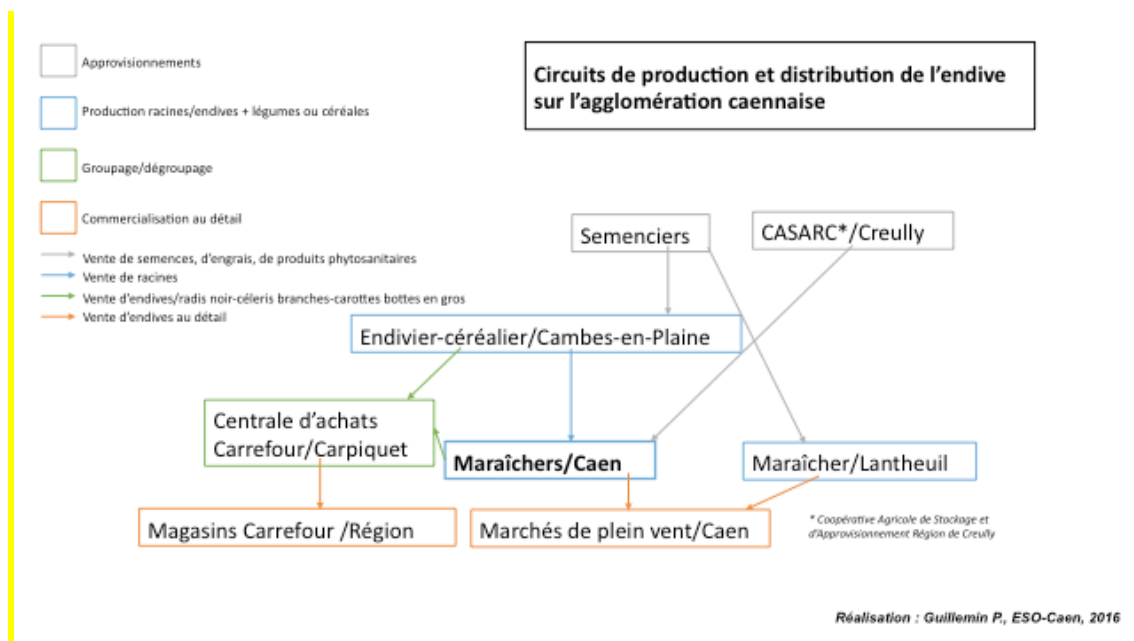 Circuits de production et distribution de l'endive
sur l'agglomération caennaise
Approvisionnements
Production racines/endives + légumes ou céréales
Groupage/dégroupage
Commercialisation au détail
Vente de semences, d'engrais, de produits phytosanitaires
Vente de racines
Vente d'endives/radis noir-céleris branches-carottes bottes en gros
Vente d'endives au détail
Semenciers
CASARC*/Creully
Endivier-céréalier/Cambes-en-Plaine
Centrale d'achats
Carrefour/Carpiquet
Maraîchers/Caen
Maraîcher/Lantheuil
Magasins Carrefour /Région
Marchés de plein vent/Caen
* Coopérative Agricole de Stockage et
d'Approvisionnement Région de Creully
Réalisation : Guillemin P., ESO-Caen, 2016